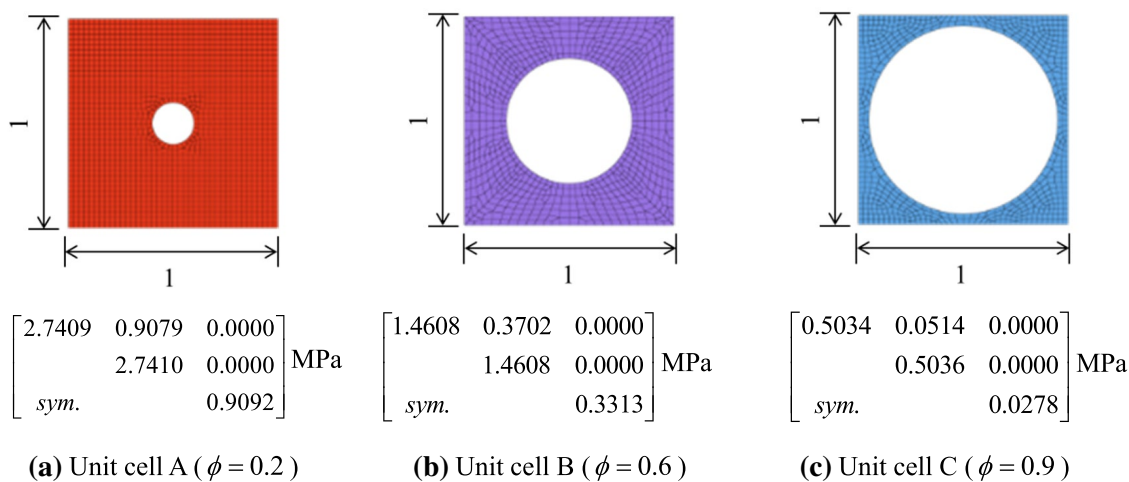 1 1 1
1 1 1
[2.7409 0.9079 0.0000] [1.4608 0.3702 0.0000] [0.5034 0.0514 0.0000]
2.7410 0.0000 MPa 1.4608 0.0000 MPa 0.5036 0.0000 MPa
sym. 0.9092 sym. 0.3313 sym. 0.0278
(a) Unit cell A (ϕ = 0.2) (b) Unit cell B (ϕ = 0.6) (c) Unit cell C (ϕ = 0.9)